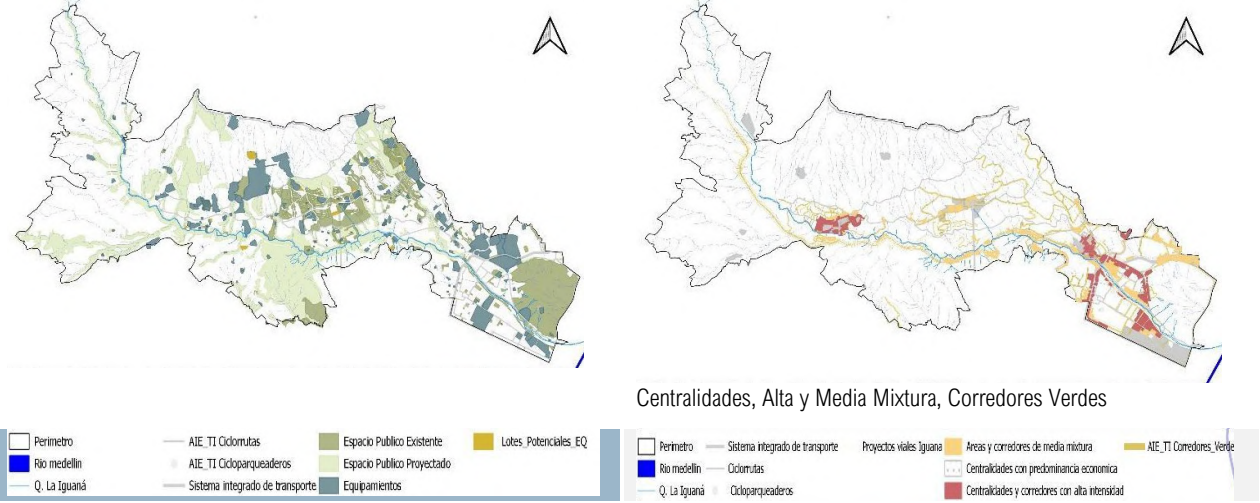 Centralidades, Alta y Media Mixtura, Corredores Verdes
Perimetro
Rio medellin
Q. La Iguaná
AIE_TI Ciclorrutas
AIE_TI Cicloparqueaderos
Sistema integrado de transporte
Espacio Publico Existente
Espacio Publico Proyectado
Equipamientos
Lotes_Potenciales_EQ
Perimetro
Rio medellin
Q. La Iguaná
Sistema integrado de transporte
Ciclorrutas
Cicloparqueaderos
Proyectos viales Iguana
Areas y corredores de media mixtura
Centralidades con predominancia economica
Centralidades y corredores con alta intensidad
AIE_TI Corredores_Verde